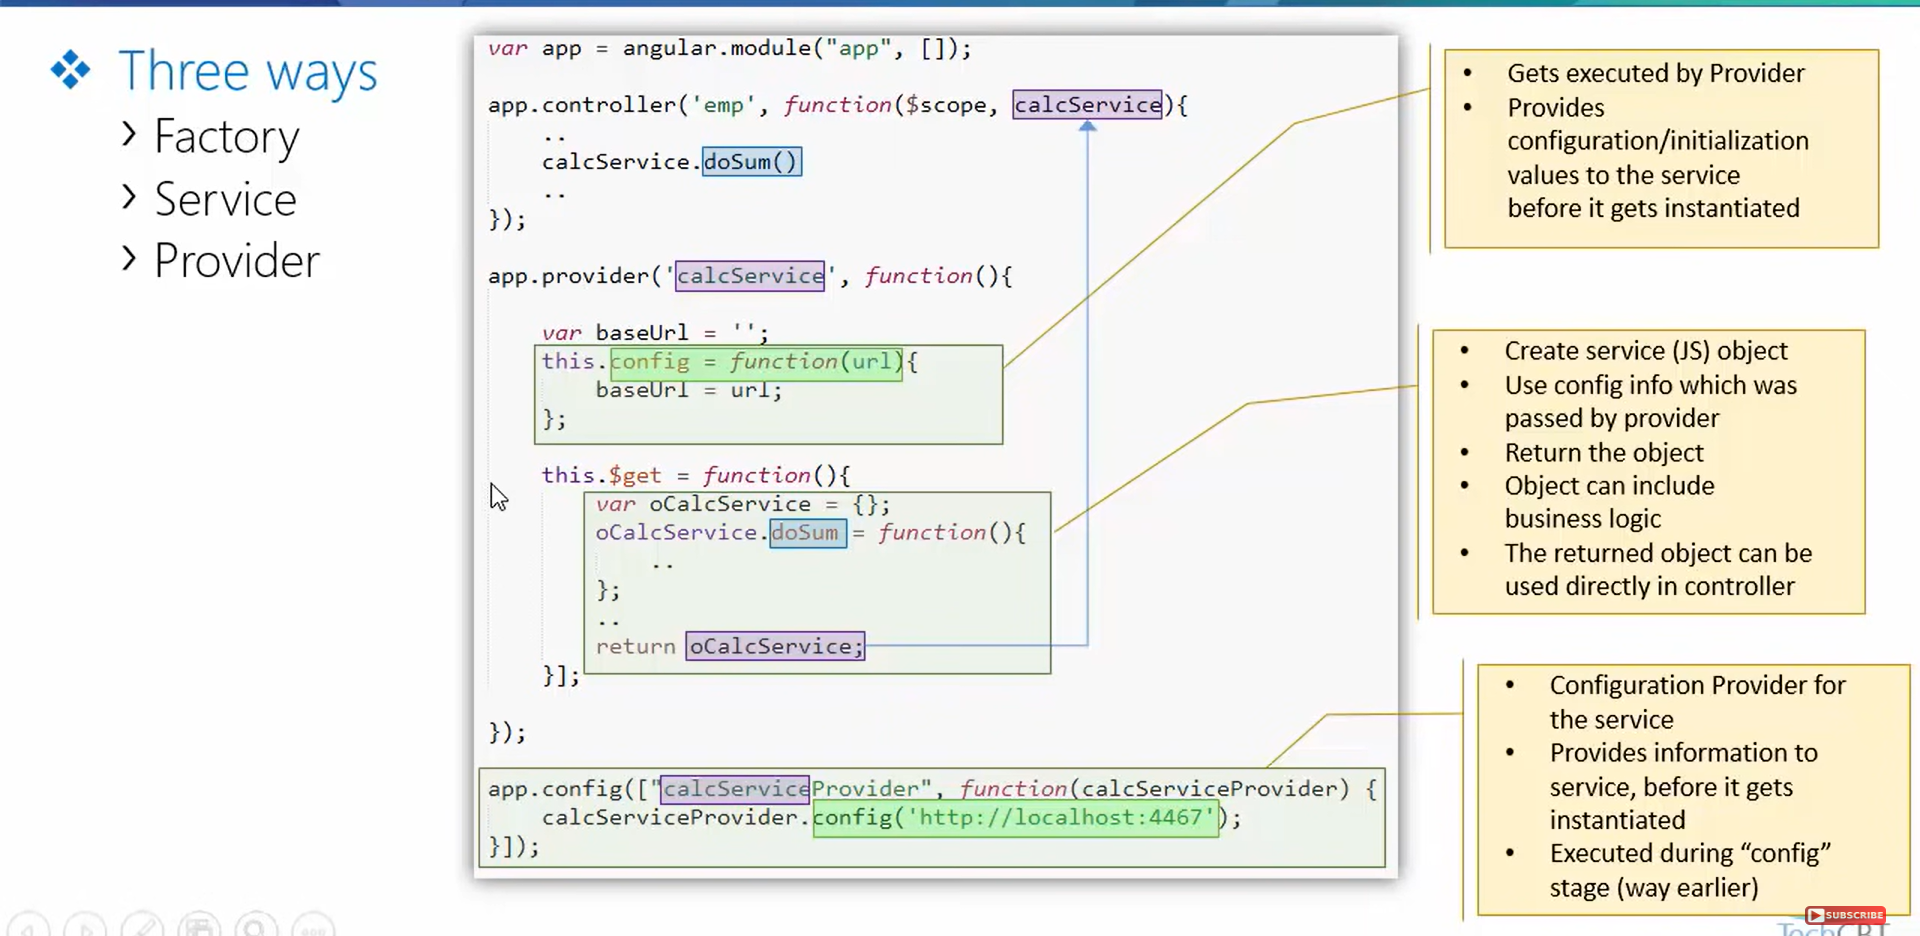 Three ways
Factory
Service
Provider
var app = angular.module("app", []);
app.controller('emp', function($scope, calcService){
..
calcService.doSum()
..
});
app.provider('calcService', function(){
var baseUrl = '';
this.config = function(url){
baseUrl = url;
};
this.$get = function(){
var oCalcService = {};
oCalcService.doSum = function(){
..
};
..
return oCalcService;
}];
});
app.config(["calcServiceProvider", function(calcServiceProvider) {
calcServiceProvider.config('http://localhost:4467');
}]);
• Gets executed by Provider
• Provides
configuration/initialization
values to the service
before it gets instantiated
• Create service (JS) object
• Use config info which was
passed by provider
• Return the object
• Object can include
business logic
• The returned object can be
used directly in controller
• Configuration Provider for
the service
• Provides information to
service, before it gets
instantiated
• Executed during “config”
stage (way earlier)
SUBSCRIBE